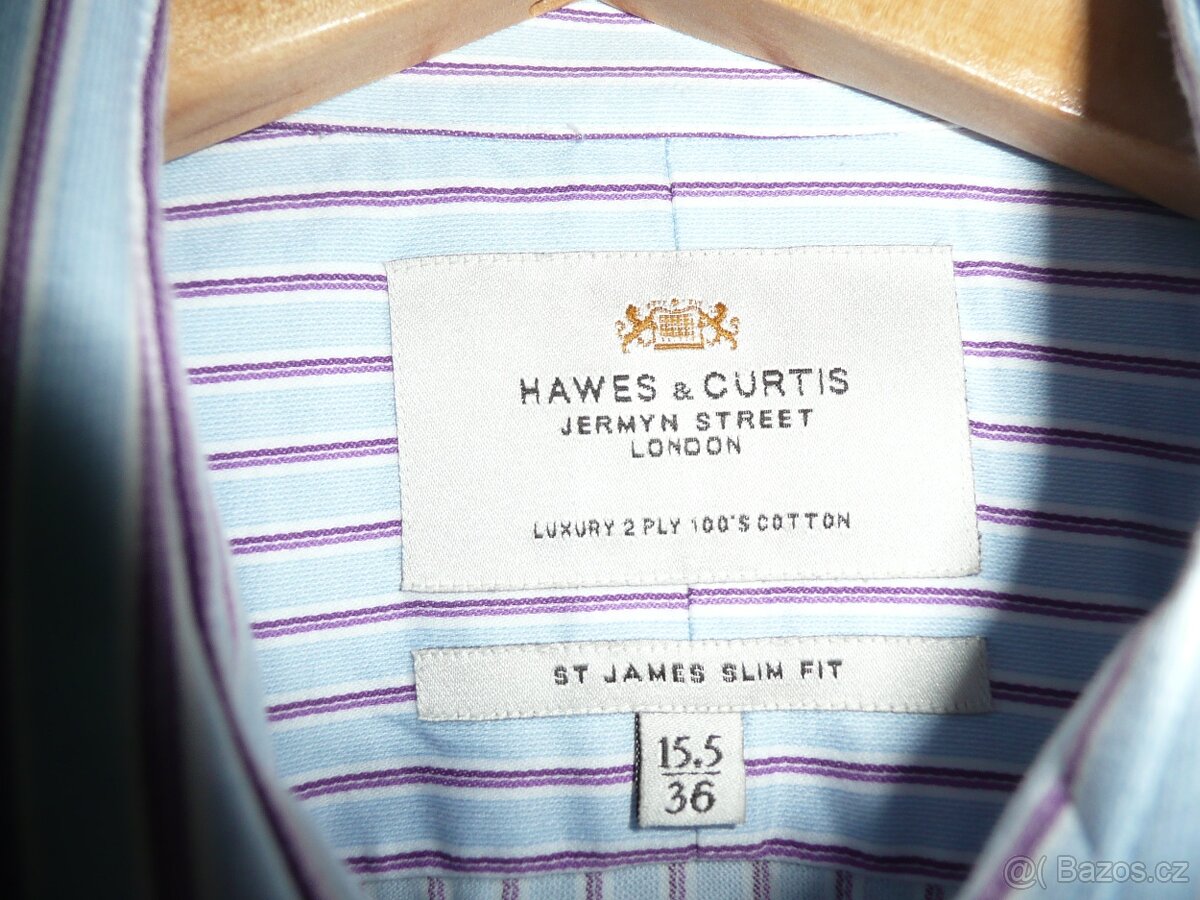 HAWES & CURTIS
JERMYN STREET
LONDON
LUXURY 2 PLY 100'S COTTON
ST JAMES SLIM FIT
15.5
36
@( Bazos.cz